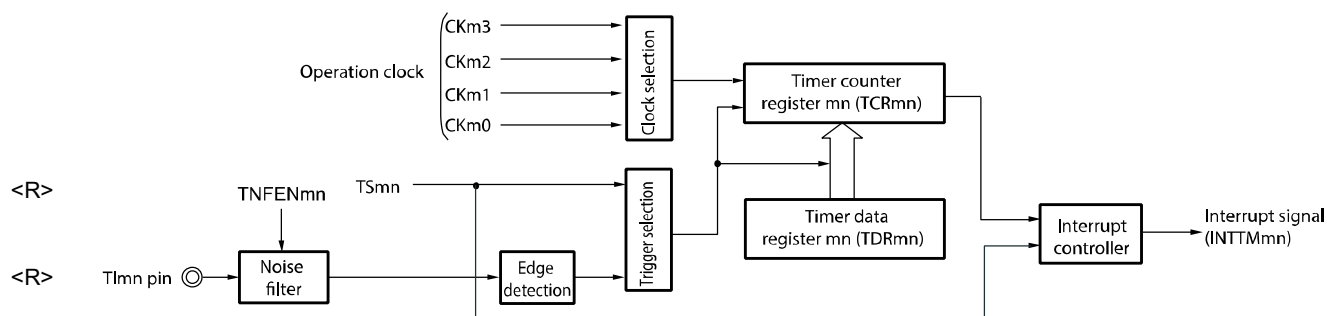 CKm3
CKm2
Operation clock
CKm1
CKm0
Clock selection
Timer counter
register mn (TCRmn)
<R>
TNFENmn
TSmn
Trigger selection
Timer data
register mn (TDRmn)
Interrupt
controller
Interrupt signal
(INTTMmn)
<R>
TImn pin
Noise
filter
Edge
detection